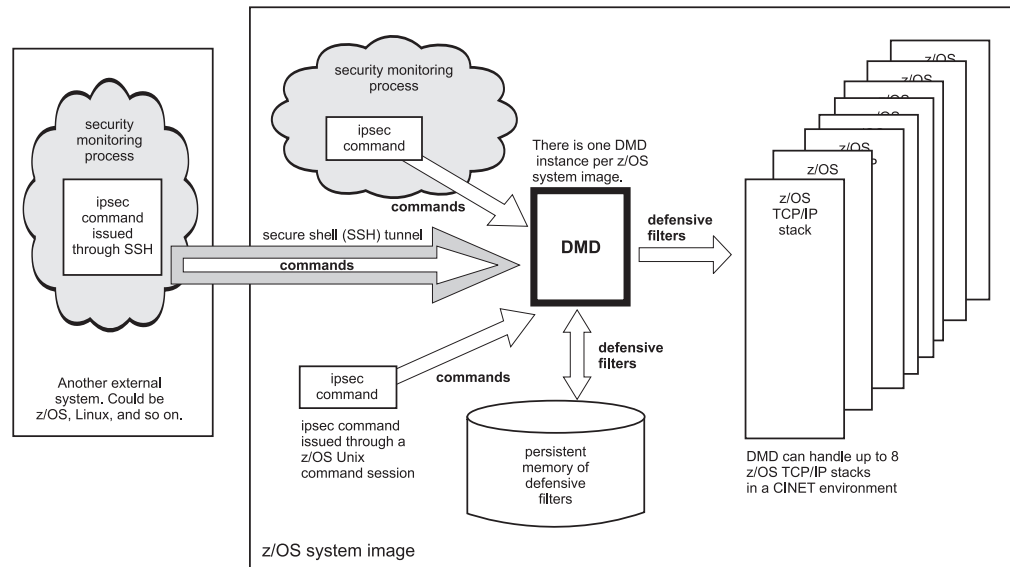 security
monitoring
process
ipsec
command
issued
through SSH
Another external
system. Could be
z/OS, Linux, and so on.
security monitoring
process
ipsec
command
commands
There is one DMD
instance per z/OS
system image.
secure shell (SSH) tunnel
commands
DMD
defensive
filters
ipsec
command
commands
ipsec command
issued through a
z/OS Unix
command session
defensive
filters
persistent
memory of
defensive
filters
z/OS
z/OS
z/OS
z/OS
z/OS
TCP/IP
stack
DMD can handle up to 8
z/OS TCP/IP stacks
in a CINET environment
z/OS system image